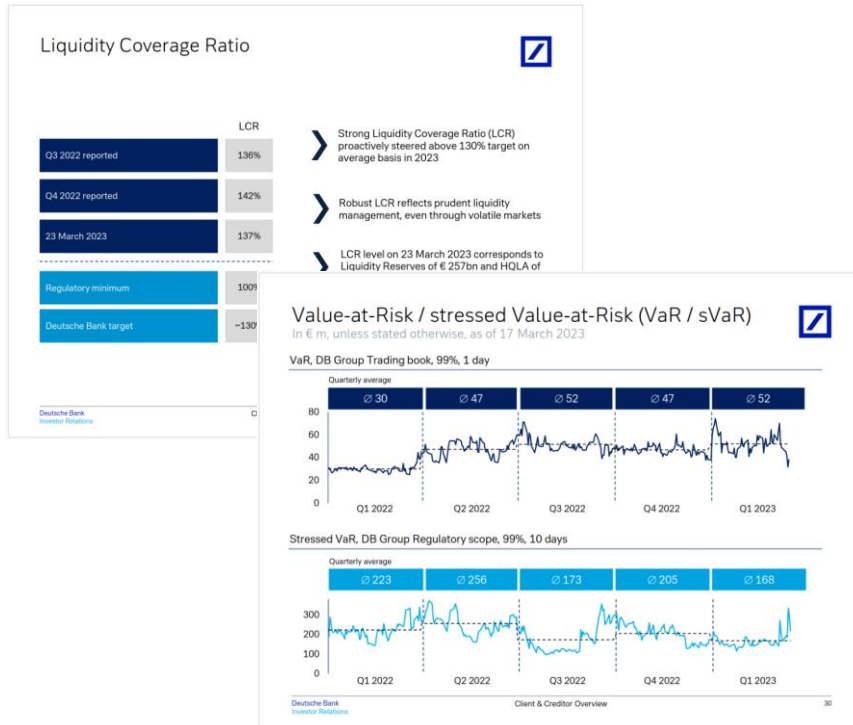 Liquidity Coverage Ratio
LCR
Q3 2022 reported 136%
Q4 2022 reported 142%
23 March 2023 137%
Regulatory minimum 100%
Deutsche Bank target ~130%
Strong Liquidity Coverage Ratio (LCR)
proactively steered above 130% target on
average basis in 2023
Robust LCR reflects prudent liquidity
management, even through volatile markets
LCR level on 23 March 2023 corresponds to
Liquidity Reserves of € 257bn and HQLA of
Deutsche Bank
Investor Relations
Value-at-Risk / stressed Value-at-Risk (VaR / sVaR)
In € m, unless stated otherwise, as of 17 March 2023
VaR, DB Group Trading book, 99%, 1 day
Quarterly average
∅ 30 ∅ 47 ∅ 52 ∅ 47 ∅ 52
80
60
40
20
0
Q1 2022 Q2 2022 Q3 2022 Q4 2022 Q1 2023
Stressed VaR, DB Group Regulatory scope, 99%, 10 days
Quarterly average
∅ 223 ∅ 256 ∅ 173 ∅ 205 ∅ 168
300
200
100
0
Q1 2022 Q2 2022 Q3 2022 Q4 2022 Q1 2023
Deutsche Bank Client & Creditor Overview 30
Investor Relations